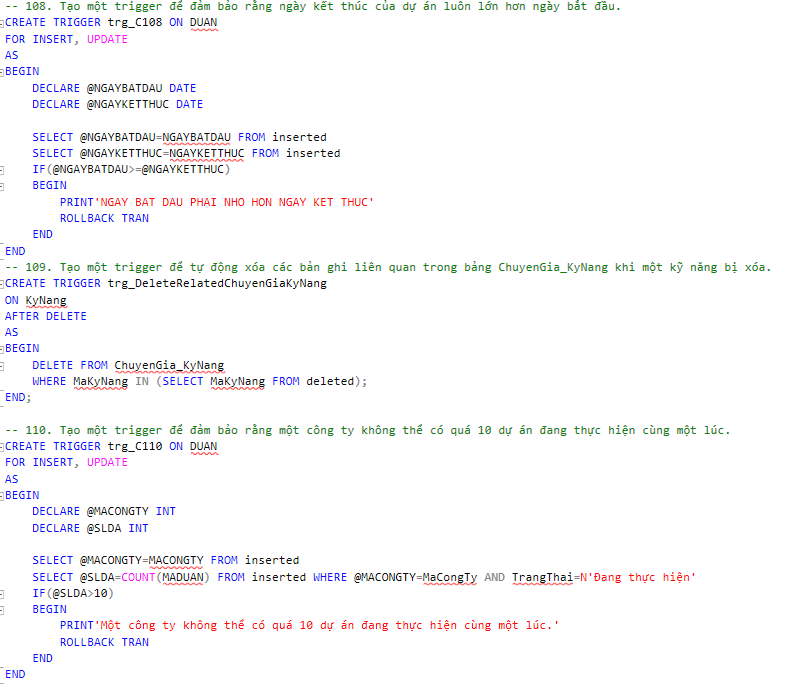 -- 108. Tạo một trigger để đảm bảo rằng ngày kết thúc của dự án luôn lớn hơn ngày bắt đầu.
CREATE TRIGGER trg_C108 ON DUAN
FOR INSERT, UPDATE
AS
BEGIN
DECLARE @NGAYBATDAU DATE
DECLARE @NGAYKETTHUC DATE
SELECT @NGAYBATDAU=NGAYBATDAU FROM inserted
SELECT @NGAYKETTHUC=NGAYKETTHUC FROM inserted
IF(@NGAYBATDAU>=@NGAYKETTHUC)
BEGIN
PRINT'NGAY BAT DAU PHAI NHO HON NGAY KET THUC'
ROLLBACK TRAN
END
END
-- 109. Tạo một trigger để tự động xóa các bản ghi liên quan trong bảng ChuyenGia_KyNang khi một kỹ năng bị xóa.
CREATE TRIGGER trg_DeleteRelatedChuyenGiaKyNang
ON KyNang
AFTER DELETE
AS
BEGIN
DELETE FROM ChuyenGia_KyNang
WHERE MaKyNang IN (SELECT MaKyNang FROM deleted);
END;
-- 110. Tạo một trigger để đảm bảo rằng một công ty không thể có quá 10 dự án đang thực hiện cùng một lúc.
CREATE TRIGGER trg_C110 ON DUAN
FOR INSERT, UPDATE
AS
BEGIN
DECLARE @MACONGTY INT
DECLARE @SLDA INT
SELECT @MACONGTY=MACONGTY FROM inserted
SELECT @SLDA=COUNT(MADUAN) FROM inserted WHERE @MACONGTY=MaCongTy AND TrangThai=N'Đang thực hiện'
IF(@SLDA>10)
BEGIN
PRINT'Một công ty không thể có quá 10 dự án đang thực hiện cùng một lúc.'
ROLLBACK TRAN
END
END